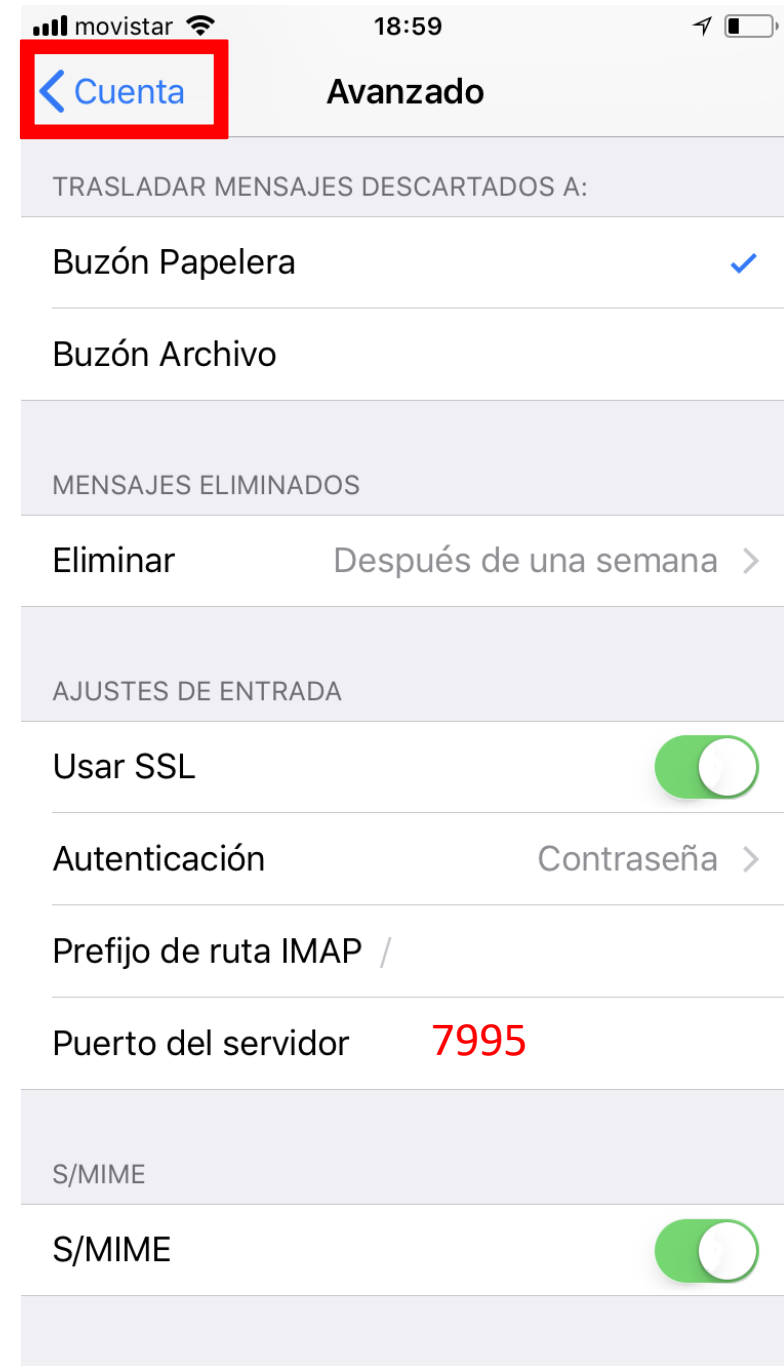 movistar 18:59
Cuenta Avanzado
TRASLADAR MENSAJES DESCARTADOS A:
Buzón Papelera
Buzón Archivo
MENSAJES ELIMINADOS
Eliminar Después de una semana
AJUSTES DE ENTRADA
Usar SSL
Autenticación Contraseña
Prefijo de ruta IMAP /
Puerto del servidor 7995
S/MIME
S/MIME